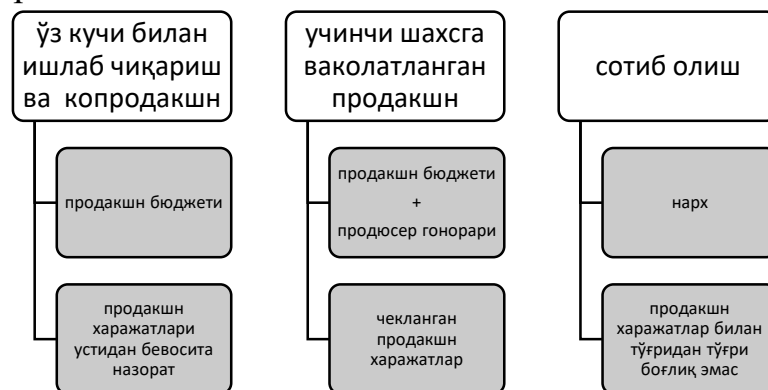 ўз кучи билан
ишлаб чиқариш
ва копродакшн
продакшн бюджети
продакшн
харажатлари
устидан бевосита
назорат
учинчи шахсга
ваколатланган
продакшн
продакшн бюджети
+
продюсер гонорари
чекланган
продакшн
харажатлар
сотиб олиш
нарх
продакшн
харажатлар билан
тўғридан тўғри
боғлиқ эмас